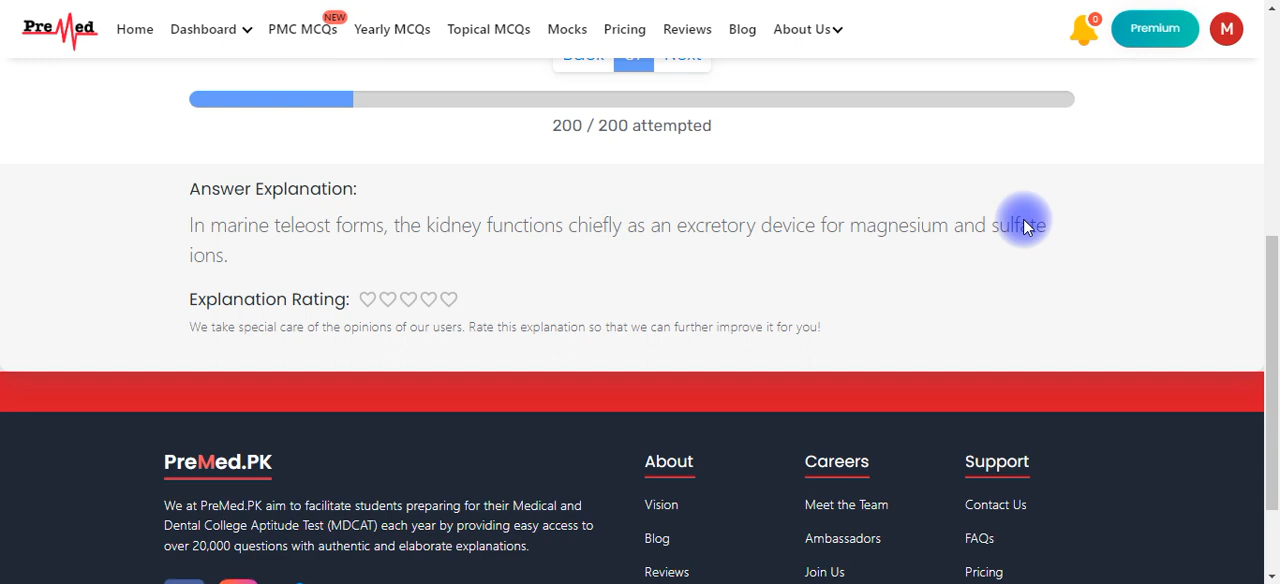 PreMed
Home
Dashboard
PMC MCQs
NEW
Yearly MCQs
Topical MCQs
Mocks
Pricing
Reviews
Blog
About Us
0
Premium
M
Back
Next
200 / 200 attempted
Answer Explanation:
In marine teleost forms, the kidney functions chiefly as an excretory device for magnesium and sulfate
ions.
Explanation Rating:
We take special care of the opinions of our users. Rate this explanation so that we can further improve it for you!
PreMed.PK
We at PreMed.PK aim to facilitate students preparing for their Medical and
Dental College Aptitude Test (MDCAT) each year by providing easy access to
over 20,000 questions with authentic and elaborate explanations.
About
Vision
Blog
Reviews
Careers
Meet the Team
Ambassadors
Join Us
Support
Contact Us
FAQs
Pricing